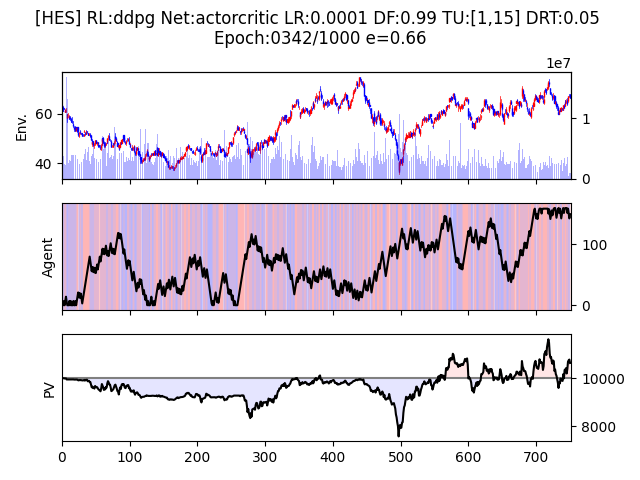 [HES] RL:ddpg Net:actorcritic LR:0.0001 DF:0.99 TU:[1,15] DRT:0.05
Epoch:0342/1000 e=0.66
1e7
Env.
60
40
1
0
Agent
100
0
PV
10000
8000
0 100 200 300 400 500 600 700